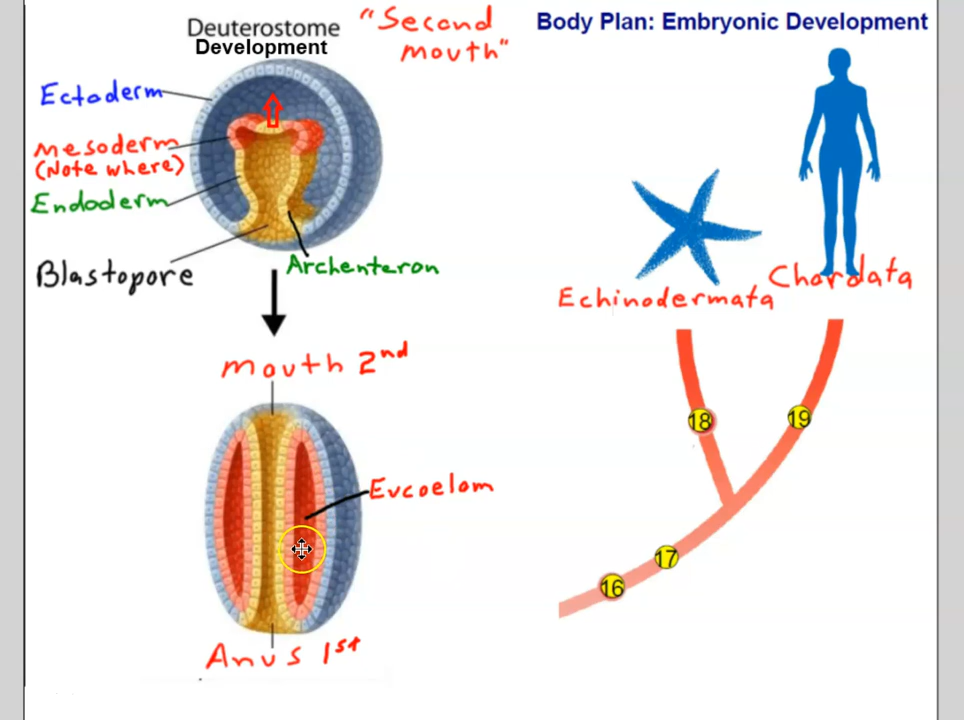 Deuterostome
Development
"Second
mouth"
Body Plan: Embryonic Development
Ectoderm
mesoderm
(Note where)
Endoderm
Blastopore
Archenteron
mouth 2nd
Eucoelom
Anus 1st
Echinodermata
Chordata
18
19
17
16